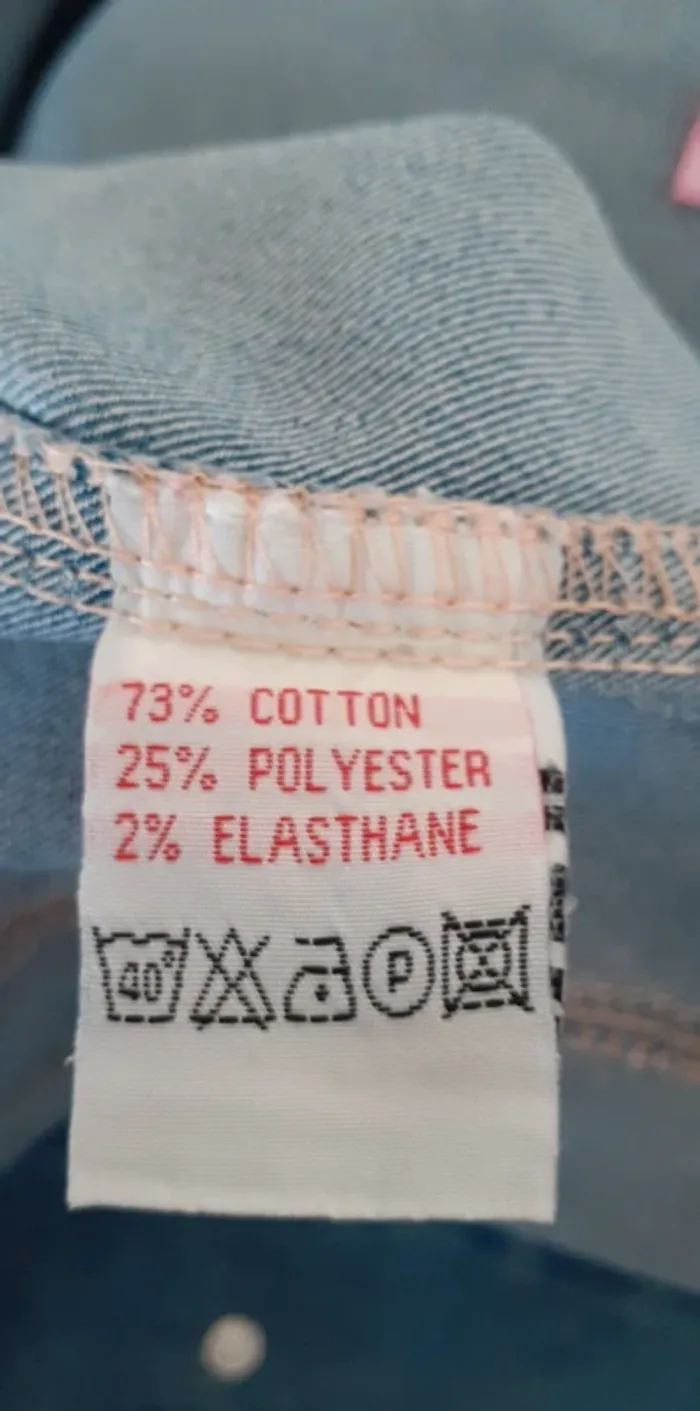 73% COTTON
25% POLYESTER
2% ELASTHANE
40° P